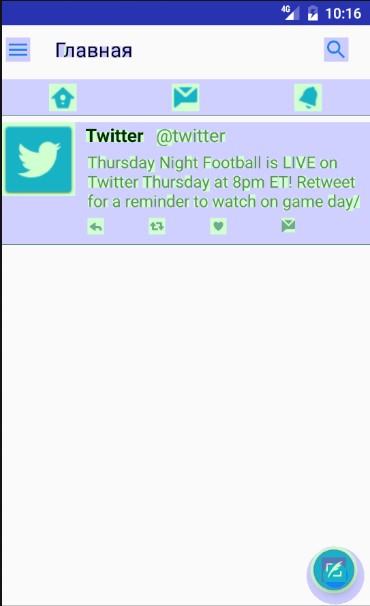 4G 10:16
Главная
Twitter @twitter
Thursday Night Football is LIVE on
Twitter Thursday at 8pm ET! Retweet
for a reminder to watch on game day/